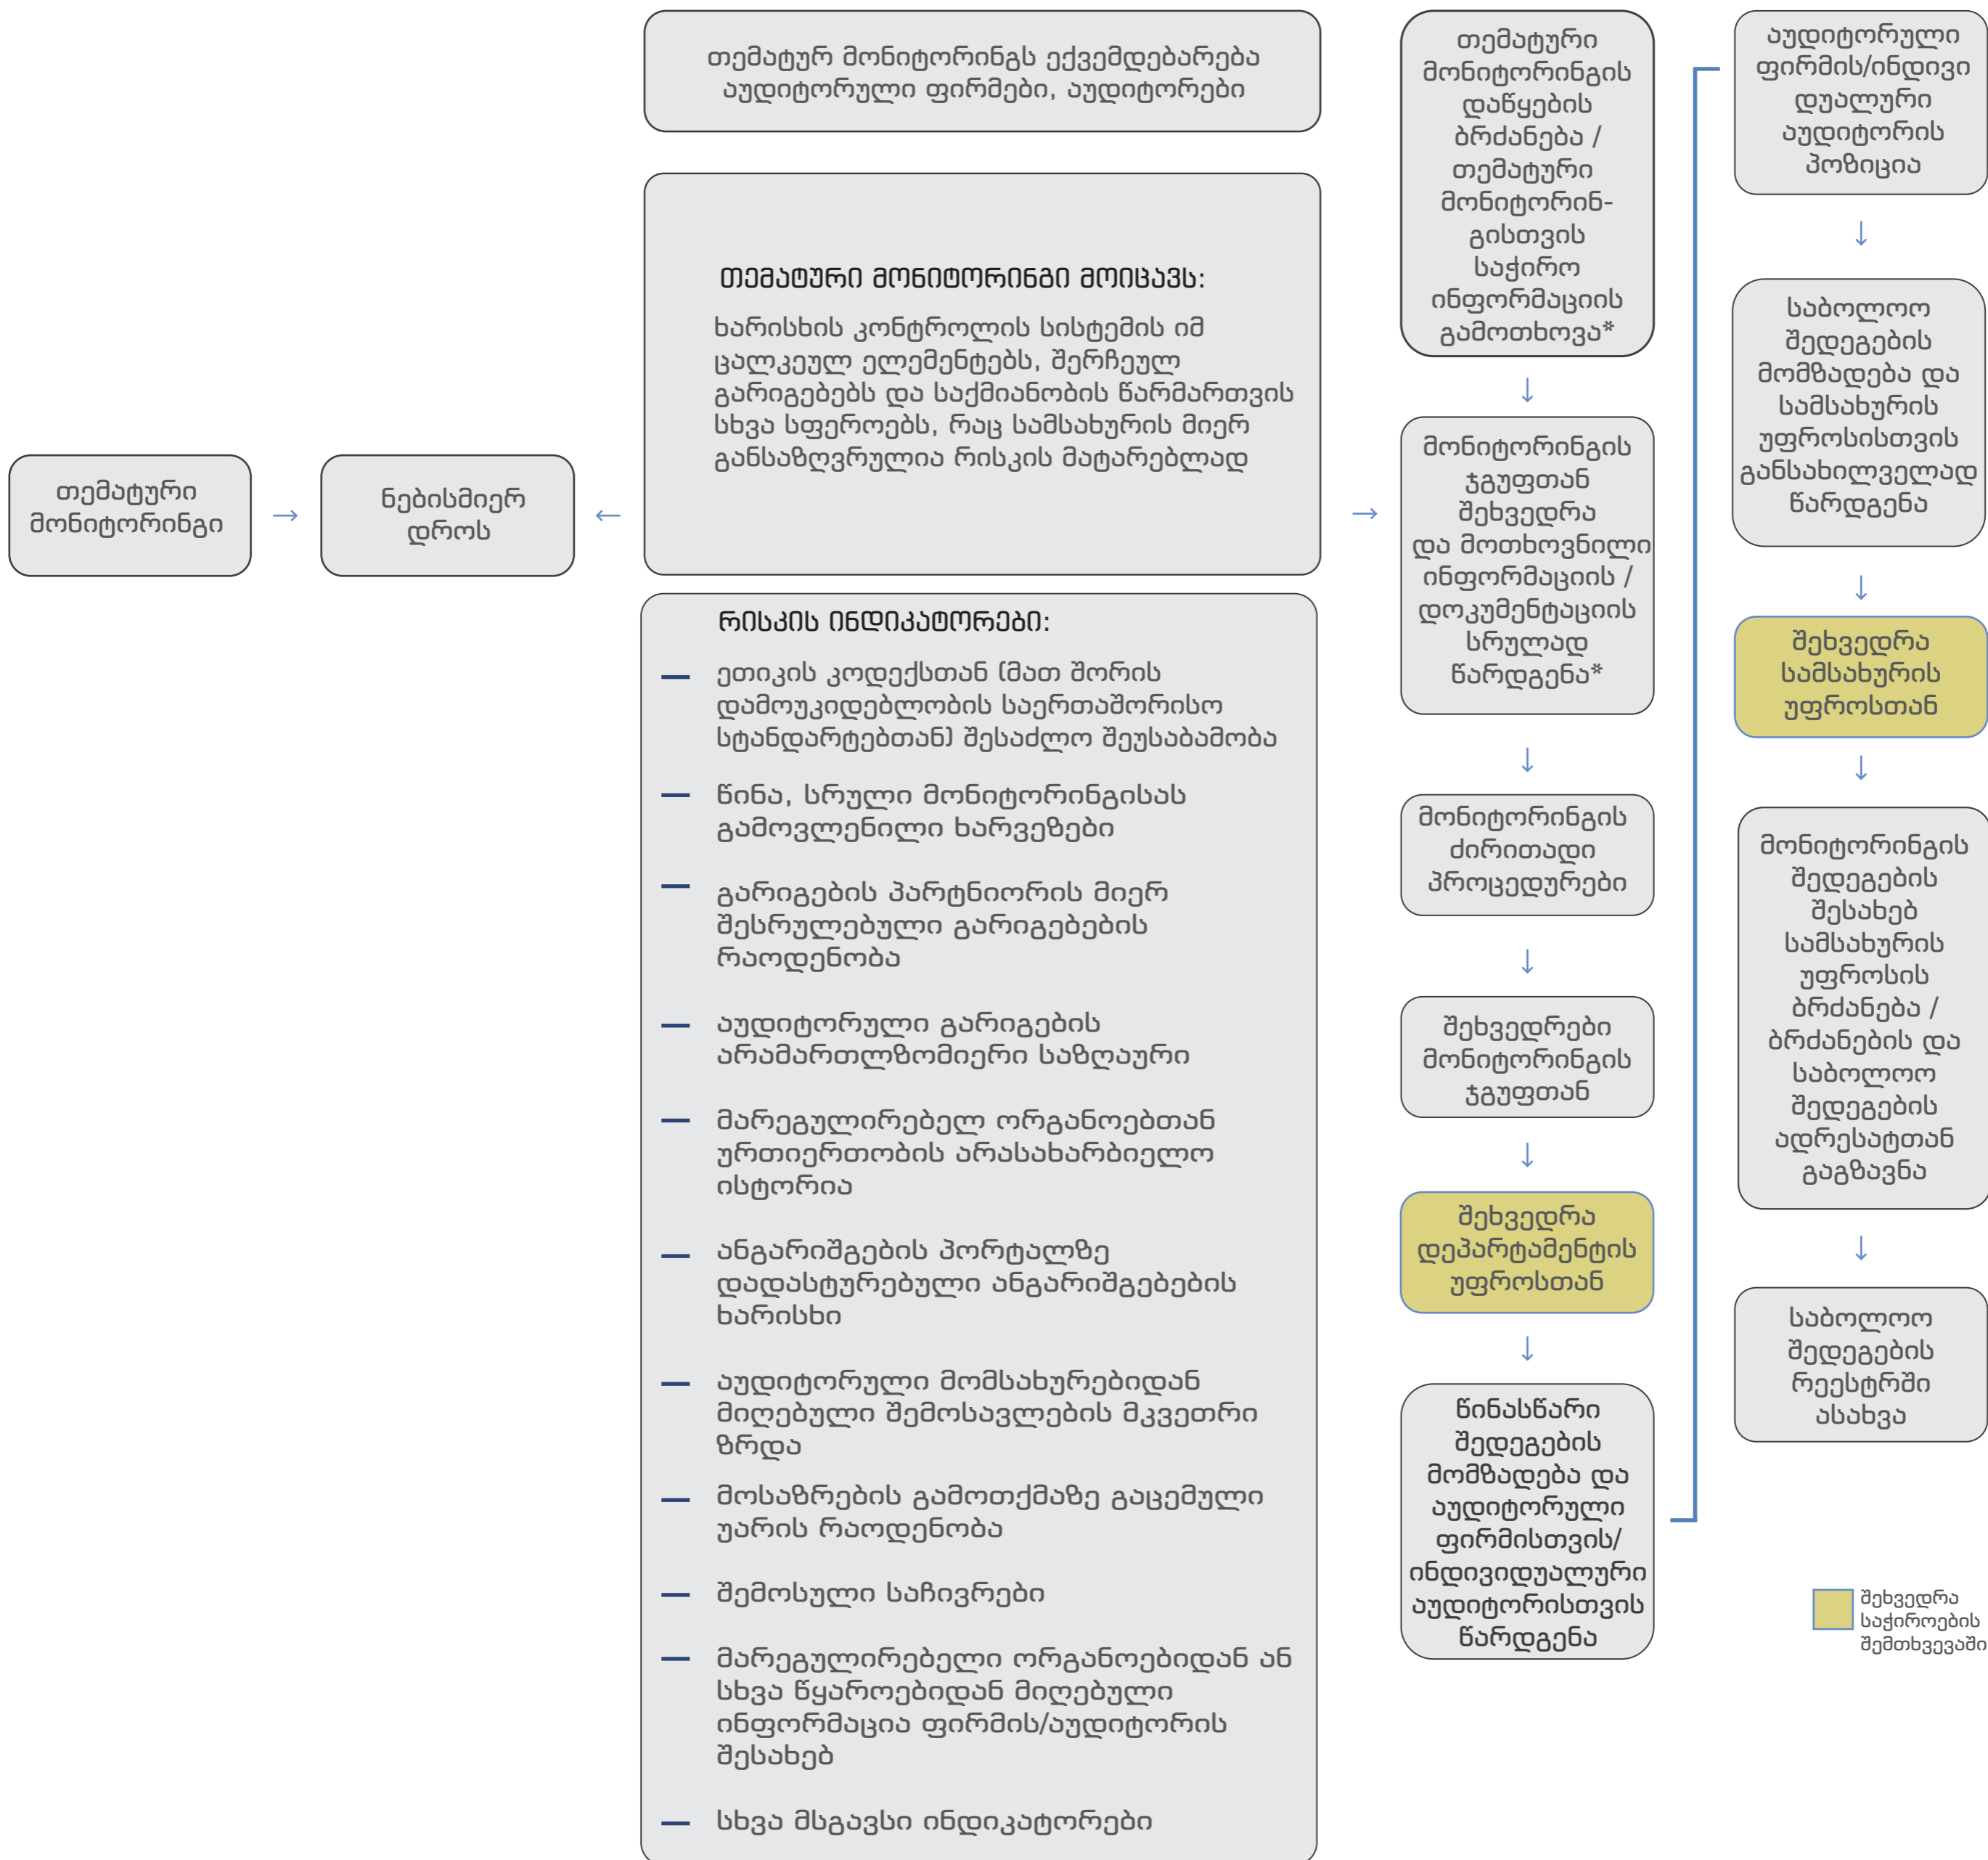 თემატური
მონიტორინგი
ნებისმიერ
დროს
თემატურ მონიტორინგს ექვემდებარება
აუდიტორული ფირმები, აუდიტორები
თემატური მონიტორინგი მოიცავს:
ხარისხის კონტროლის სისტემის იმ
ცალკეულ ელემენტებს, შერჩეულ
გარიგებებს და საქმიანობის წარმართვის
სხვა სფეროებს, რაც სამსახურის მიერ
განსაზღვრულია რისკის მატარებლად
რისკის ინდიკატორები:
— ეთიკის კოდექსთან (მათ შორის
დამოუკიდებლობის საერთაშორისო
სტანდარტებთან) შესაძლო შეუსაბამობა
— წინა, სრული მონიტორინგისას
გამოვლენილი ხარვეზები
— გარიგების პარტნიორის მიერ
შესრულებული გარიგებების
რაოდენობა
— აუდიტორული გარიგების
არამართლზომიერი საზღაური
— მარეგულირებელ ორგანოებთან
ურთიერთობის არასახარბიელო
ისტორია
— ანგარიშგების პორტალზე
დადასტურებული ანგარიშგებების
ხარისხი
— აუდიტორული მომსახურებიდან
მიღებული შემოსავლების მკვეთრი
ზრდა
— მოსაზრების გამოთქმაზე გაცემული
უარის რაოდენობა
— შემოსული საჩივრები
— მარეგულირებელი ორგანოებიდან ან
სხვა წყაროებიდან მიღებული
ინფორმაცია ფირმის/აუდიტორის
შესახებ
— სხვა მსგავსი ინდიკატორები
თემატური
მონიტორინგის
დაწყების
ბრძანება /
თემატური
მონიტორინ-
გისთვის
საჭირო
ინფორმაციის
გამოთხოვა*
მონიტორინგის
ჯგუფთან
შეხვედრა
და მოთხოვნილი
ინფორმაციის /
დოკუმენტაციის
სრულად
წარდგენა*
მონიტორინგის
ძირითადი
პროცედურები
შეხვედრები
მონიტორინგის
ჯგუფთან
შეხვედრა
დეპარტამენტის
უფროსთან
წინასწარი
შედეგების
მომზადება და
აუდიტორული
ფირმისთვის/
ინდივიდუალური
აუდიტორისთვის
წარდგენა
აუდიტორული
ფირმის/ინდივი
დუალური
აუდიტორის
პოზიცია
საბოლოო
შედეგების
მომზადება და
სამსახურის
უფროსისთვის
განსახილველად
წარდგენა
შეხვედრა
სამსახურის
უფროსთან
მონიტორინგის
შედეგების
შესახებ
სამსახურის
უფროსის
ბრძანება /
ბრძანების და
საბოლოო
შედეგების
ადრესატთან
გაგზავნა
საბოლოო
შედეგების
რეესტრში
ასახვა
შეხვედრა
საჭიროების
შემთხვევაში